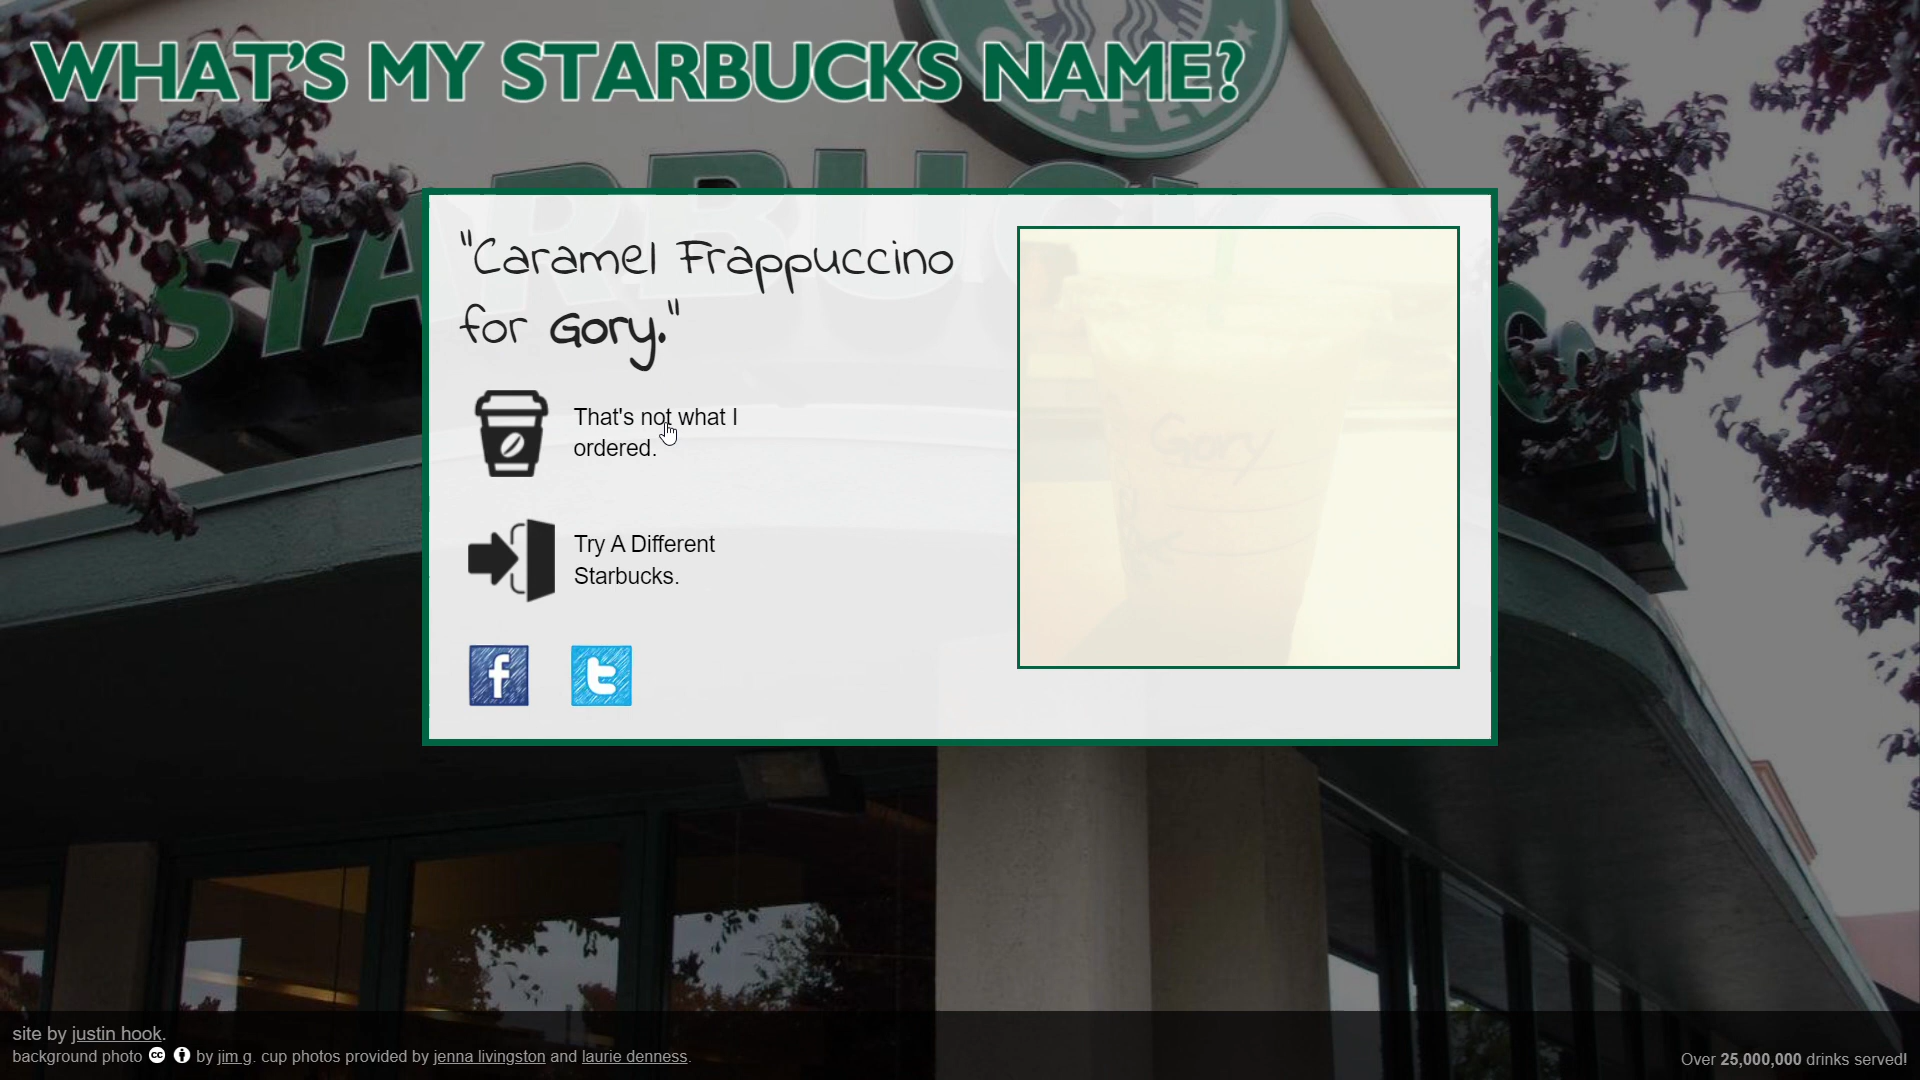 WHAT'S MY STARBUCKS NAME?
"Caramel Frappuccino
for Gory."
Gory
That's not what I
ordered.
Try A Different
Starbucks.
site by justin hook.
background photo by jim g. cup photos provided by jenna livingston and laurie denness.
Over 25,000,000 drinks served!